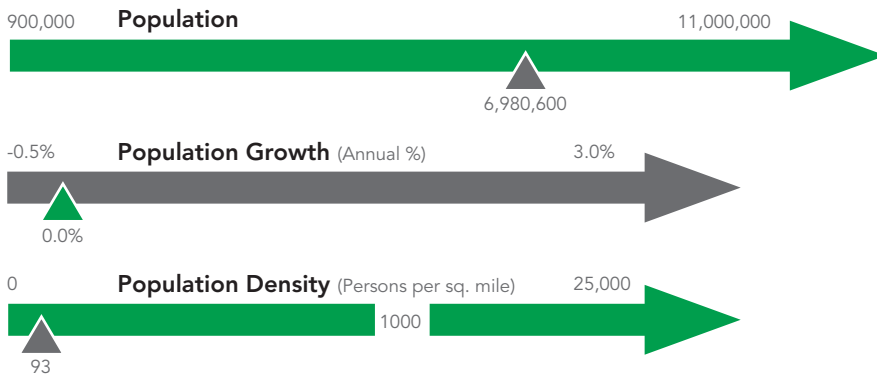 900,000 Population 11,000,000
6,980,600
-0.5% Population Growth (Annual %) 3.0%
0.0%
0 Population Density (Persons per sq. mile) 25,000
1000
93